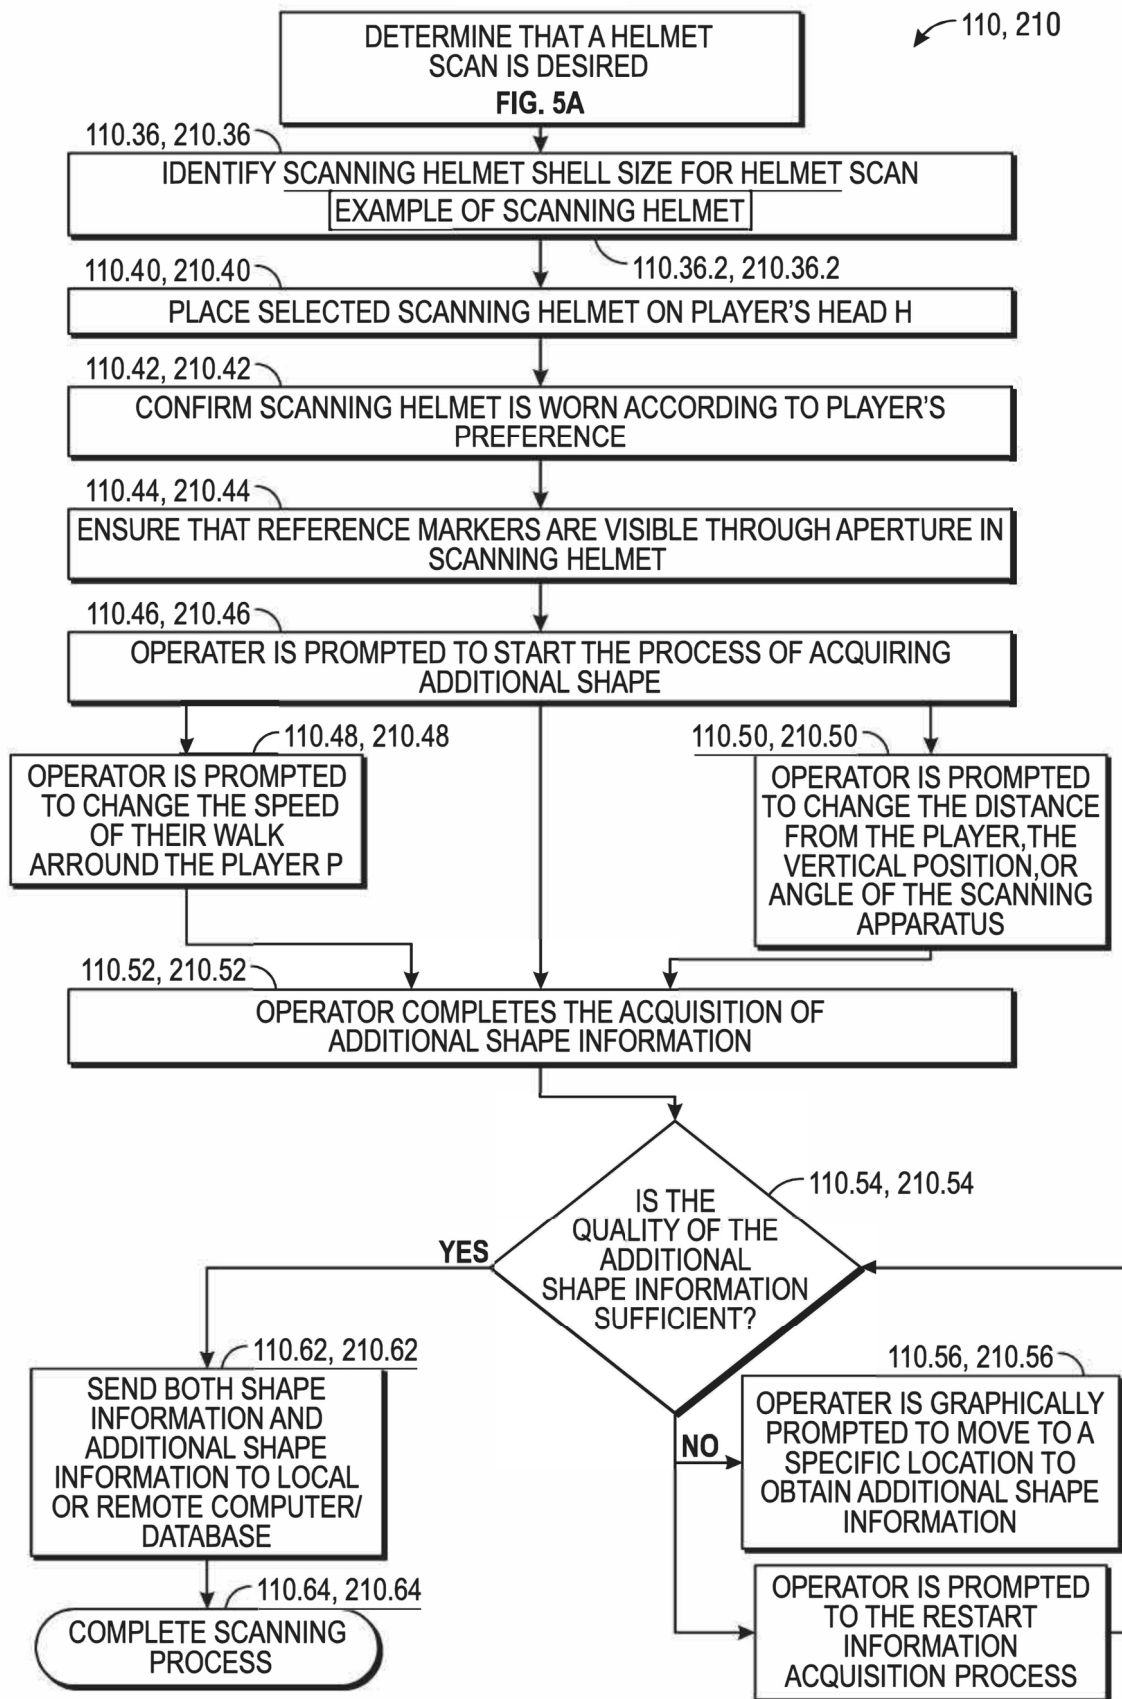 110, 210
DETERMINE THAT A HELMET
SCAN IS DESIRED
FIG. 5A
110.36, 210.36
IDENTIFY SCANNING HELMET SHELL SIZE FOR HELMET SCAN
EXAMPLE OF SCANNING HELMET
110.36.2, 210.36.2
110.40, 210.40
PLACE SELECTED SCANNING HELMET ON PLAYER'S HEAD H
110.42, 210.42
CONFIRM SCANNING HELMET IS WORN ACCORDING TO PLAYER'S
PREFERENCE
110.44, 210.44
ENSURE THAT REFERENCE MARKERS ARE VISIBLE THROUGH APERTURE IN
SCANNING HELMET
110.46, 210.46
OPERATER IS PROMPTED TO START THE PROCESS OF ACQUIRING
ADDITIONAL SHAPE
110.48, 210.48
OPERATOR IS PROMPTED
TO CHANGE THE SPEED
OF THEIR WALK
ARROUND THE PLAYER P
110.50, 210.50
OPERATOR IS PROMPTED
TO CHANGE THE DISTANCE
FROM THE PLAYER,THE
VERTICAL POSITION,OR
ANGLE OF THE SCANNING
APPARATUS
110.52, 210.52
OPERATOR COMPLETES THE ACQUISITION OF
ADDITIONAL SHAPE INFORMATION
110.54, 210.54
IS THE
QUALITY OF THE
ADDITIONAL
SHAPE INFORMATION
SUFFICIENT?
YES
110.62, 210.62
SEND BOTH SHAPE
INFORMATION AND
ADDITIONAL SHAPE
INFORMATION TO LOCAL
OR REMOTE COMPUTER/
DATABASE
110.64, 210.64
COMPLETE SCANNING
PROCESS
NO
110.56, 210.56
OPERATER IS GRAPHICALLY
PROMPTED TO MOVE TO A
SPECIFIC LOCATION TO
OBTAIN ADDITIONAL SHAPE
INFORMATION
OPERATOR IS PROMPTED
TO THE RESTART
INFORMATION
ACQUISITION PROCESS